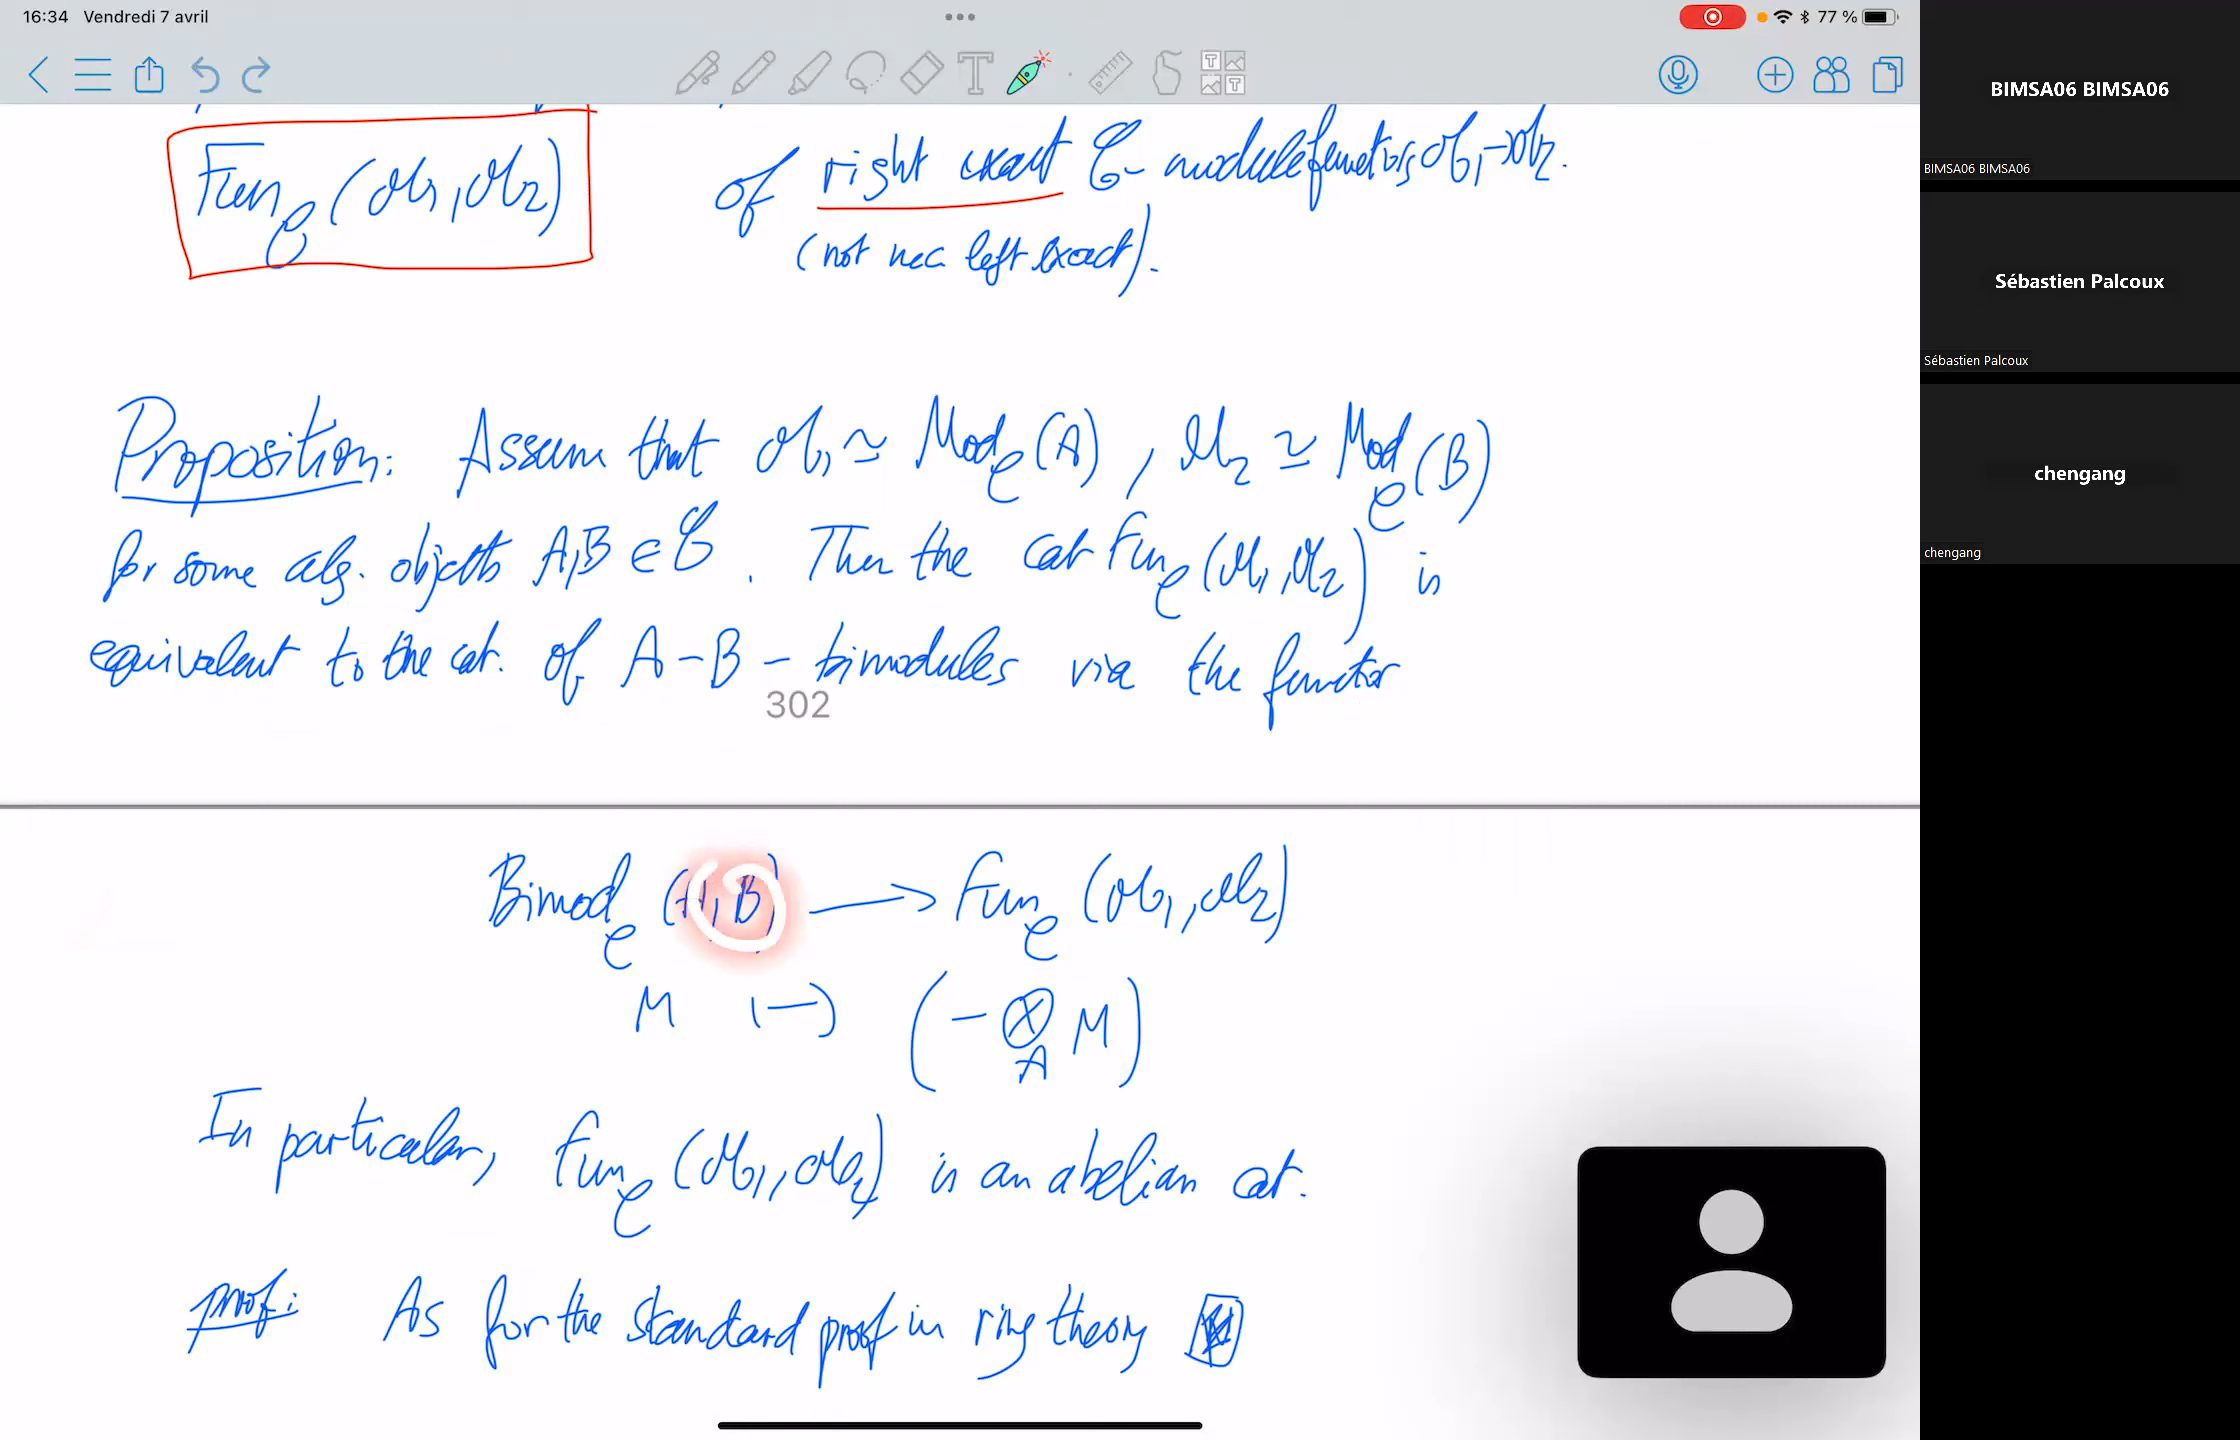 16:34 Vendredi 7 avril
77 %
Fun_𝒞(ℳ₁, ℳ₂) of right exact 𝒞-module functors ℳ₁→ℳ₂.
(not nec. left exact).
Proposition: Assume that ℳ₁ ≃ Mod_𝒞(A), ℳ₂ ≃ Mod_𝒞(B)
for some alg. objects A, B ∈ 𝒞. Then the cat Fun_𝒞(ℳ₁, ℳ₂) is
equivalent to the cat. of A-B-bimodules via the functor
302
Bimod_𝒞(A, B) → Fun_𝒞(ℳ₁, ℳ₂)
M ↦ (- ⊗_A M)
In particular, Fun_𝒞(ℳ₁, ℳ₂) is an abelian cat.
proof: As for the standard proof in ring theory
BIMSA06 BIMSA06
BIMSA06 BIMSA06
Sébastien Palcoux
Sébastien Palcoux
chengang
chengang